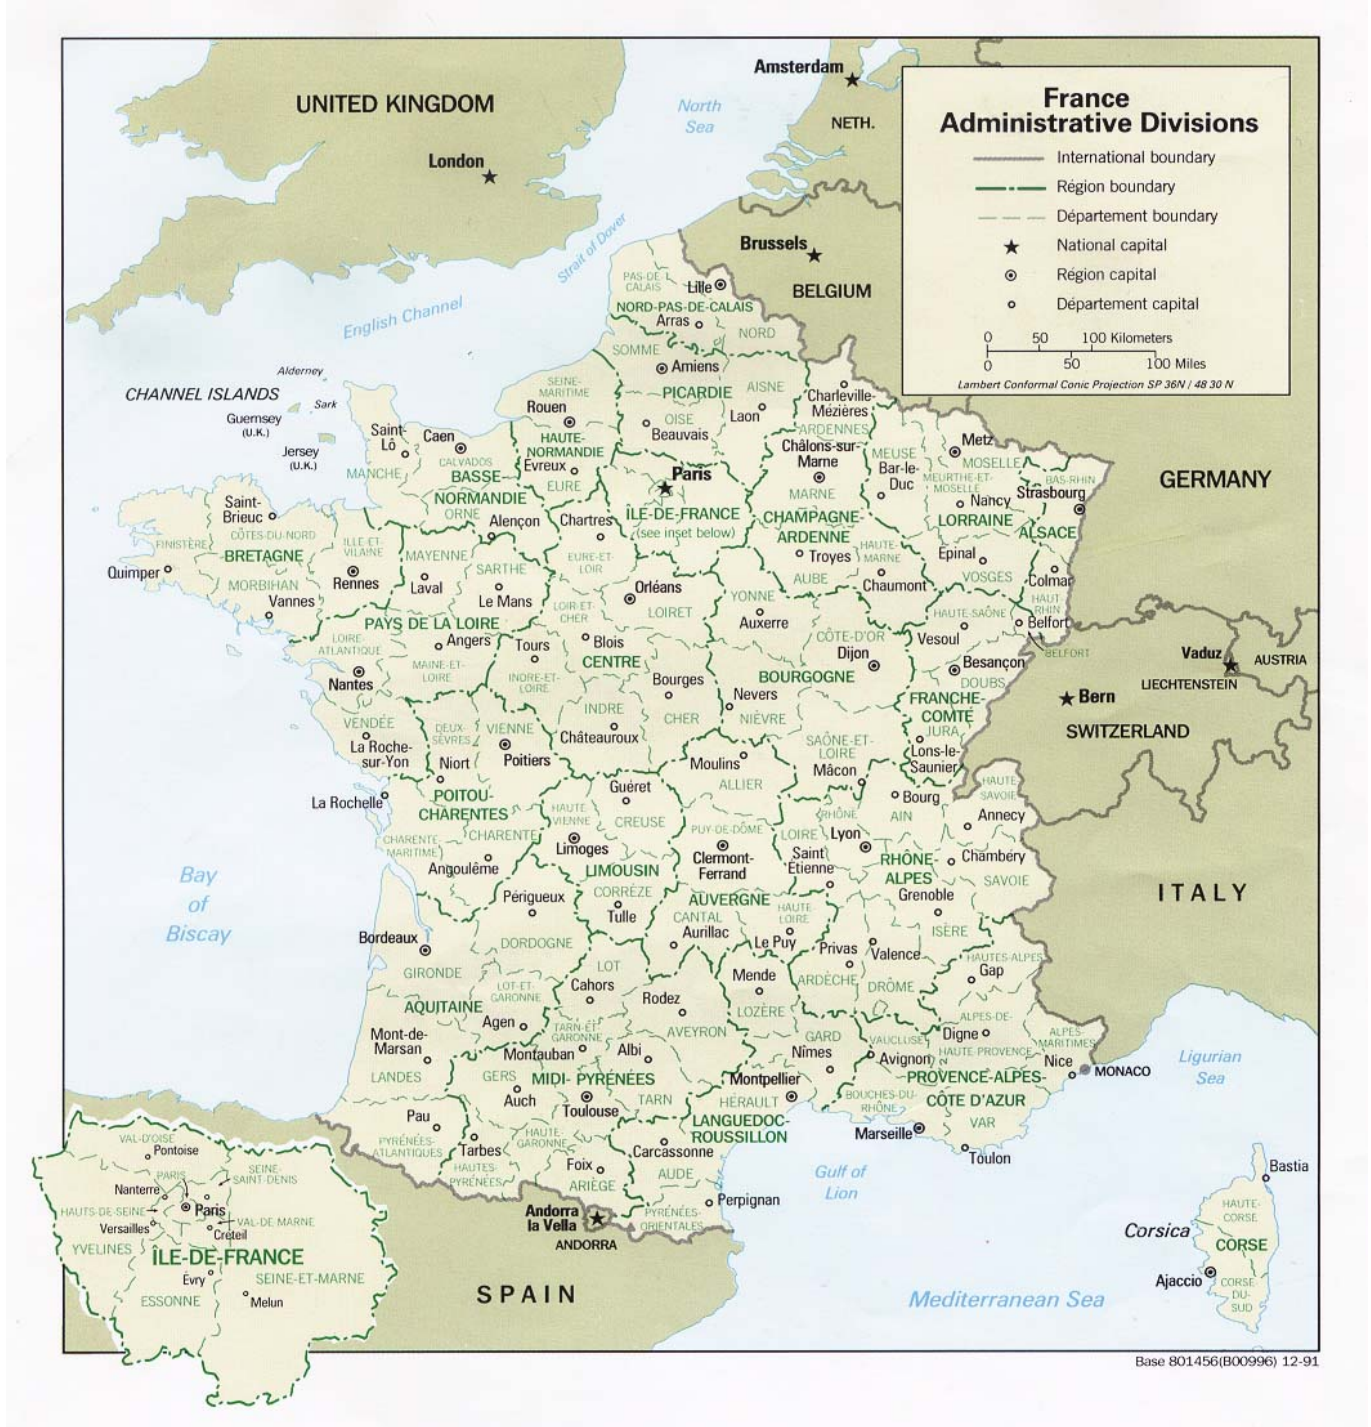 Amsterdam
UNITED KINGDOM
North
Sea
NETH.
London
France
Administrative Divisions
International boundary
Région boundary
Département boundary
National capital
Région capital
Département capital
0 50 100 Kilometers
0 50 100 Miles
Lambert Conformal Conic Projection SP 36N / 48 30 N
Strait of Dover
Brussels
BELGIUM
English Channel
PAS-DE-
CALAIS
Lille
NORD-PAS-DE-CALAIS
Arras
NORD
SOMME
Amiens
PICARDIE
AISNE
OISE
Laon
Beauvais
Alderney
CHANNEL ISLANDS
Sark
Guernsey
(U.K.)
Jersey
(U.K.)
SEINE-
MARITIME
Rouen
HAUTE-
NORMANDIE
Evreux
EURE
Charleville-
Mézières
ARDENNES
Châlons-sur-
Marne
MARNE
CHAMPAGNE-
ARDENNE
Troyes
HAUTE-
MARNE
AUBE
Chaumont
Saint-
Lô
Caen
CALVADOS
MANCHE
BASSE-
NORMANDIE
ORNE
Alençon
Paris
ÎLE-DE-FRANCE
(see inset below)
Metz
MEUSE
MOSELLE
Bar-le-
Duc
MEURTHE-ET-
MOSELLE
Nancy
LORRAINE
Epinal
VOSGES
BAS-RHIN
Strasbourg
ALSACE
Colmar
HAUT-
RHIN
GERMANY
Saint-
Brieuc
CÔTES-DU-NORD
FINISTÈRE
BRETAGNE
ILLE-ET-
VILAINE
Quimper
MORBIHAN
Rennes
Vannes
MAYENNE
SARTHE
Laval
Le Mans
PAYS DE LA LOIRE
LOIRE-
ATLANTIQUE
Angers
MAINE-ET-
LOIRE
Nantes
VENDÉE
La Roche-
sur-Yon
Chartres
EURE-ET-
LOIR
Orléans
LOIRET
LOIR-ET-
CHER
Tours
Blois
CENTRE
INDRE-ET-
LOIRE
Bourges
INDRE
CHER
Châteauroux
YONNE
Auxerre
CÔTE-D'OR
Dijon
BOURGOGNE
Nevers
NIÈVRE
SAÔNE-ET-
LOIRE
Mâcon
HAUTE-SAÔNE
Vesoul
Belfort
BELFORT
Besançon
DOUBS
FRANCHE-
COMTÉ
JURA
Lons-le-
Saunier
Vaduz
AUSTRIA
LIECHTENSTEIN
Bern
SWITZERLAND
DEUX-
SÈVRES
VIENNE
Niort
Poitiers
La Rochelle
POITOU-
CHARENTES
CHARENTE-
MARITIME
CHARENTE
Angoulême
Guéret
HAUTE
VIENNE
CREUSE
Limoges
LIMOUSIN
CORRÈZE
Tulle
Moulins
ALLIER
PUY-DE-DÔME
Clermont-
Ferrand
AUVERGNE
CANTAL
Aurillac
HAUTE
LOIRE
Le Puy
HAUTE
SAVOIE
Bourg
AIN
Annecy
RHÔNE
LOIRE
Lyon
Saint
Étienne
RHÔNE-
ALPES
Chambéry
SAVOIE
Grenoble
ISÈRE
Privas
Valence
ARDÈCHE
DRÔME
ITALY
Bay
of
Biscay
Périgueux
Bordeaux
DORDOGNE
GIRONDE
AQUITAINE
LOT-ET-
GARONNE
Agen
Mont-de-
Marsan
LANDES
Pau
PYRÉNÉES-
ATLANTIQUES
LOT
Cahors
Rodez
TARN-ET-
GARONNE
AVEYRON
Montauban
Albi
GERS
MIDI-PYRÉNÉES
Auch
TARN
Toulouse
HAUTE-
GARONNE
Tarbes
HAUTES-
PYRÉNÉES
Foix
ARIÈGE
Mende
LOZÈRE
GARD
Nîmes
Montpellier
HÉRAULT
LANGUEDOC-
ROUSSILLON
Carcassonne
AUDE
Perpignan
PYRÉNÉES-
ORIENTALES
HAUTES-ALPES
Gap
ALPES-DE-
HAUTE-PROVENCE
Digne
ALPES-
MARITIMES
VAUCLUSE
Avignon
Nice
MONACO
PROVENCE-ALPES-
CÔTE D'AZUR
BOUCHES-DU-
RHÔNE
VAR
Marseille
Toulon
Ligurian
Sea
Gulf of
Lion
Andorra
la Vella
ANDORRA
SPAIN
Mediterranean Sea
Bastia
HAUTE-
CORSE
Corsica
CORSE
Ajaccio
CORSE
DU-
SUD
VAL-D'OISE
Pontoise
PARIS
SEINE-
SAINT-DENIS
Nanterre
HAUTS-DE-SEINE
Paris
Versailles
VAL-DE-MARNE
Créteil
YVELINES
ÎLE-DE-FRANCE
Évry
SEINE-ET-MARNE
ESSONNE
Melun
Base 801456(B00996) 12-91